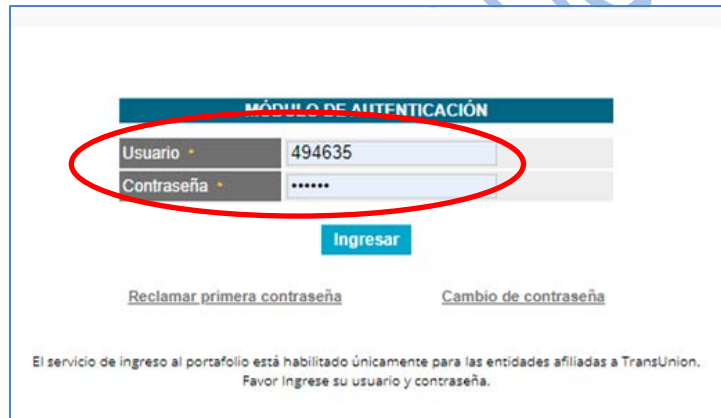 MÓDULO DE AUTENTICACIÓN
Usuario * 494635
Contraseña * ••••••
Ingresar
Reclamar primera contraseña Cambio de contraseña
El servicio de ingreso al portafolio está habilitado únicamente para las entidades afiliadas a TransUnion.
Favor Ingrese su usuario y contraseña.